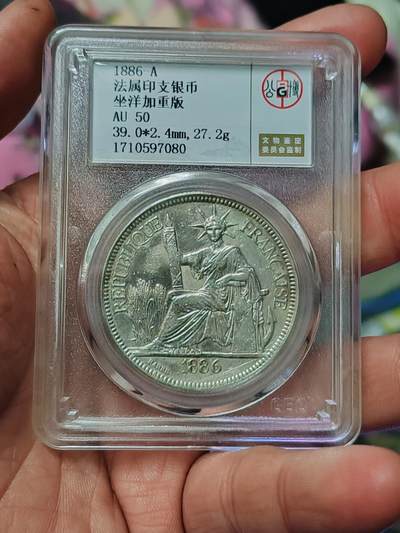 1886 A
法属印支银币
坐洋加重版
AU 50
39.0*2.4mm,27.2g
1710597080
公 G 博
文物鉴定
委员会监制
REPUBLIQUE FRANÇAISE
1886